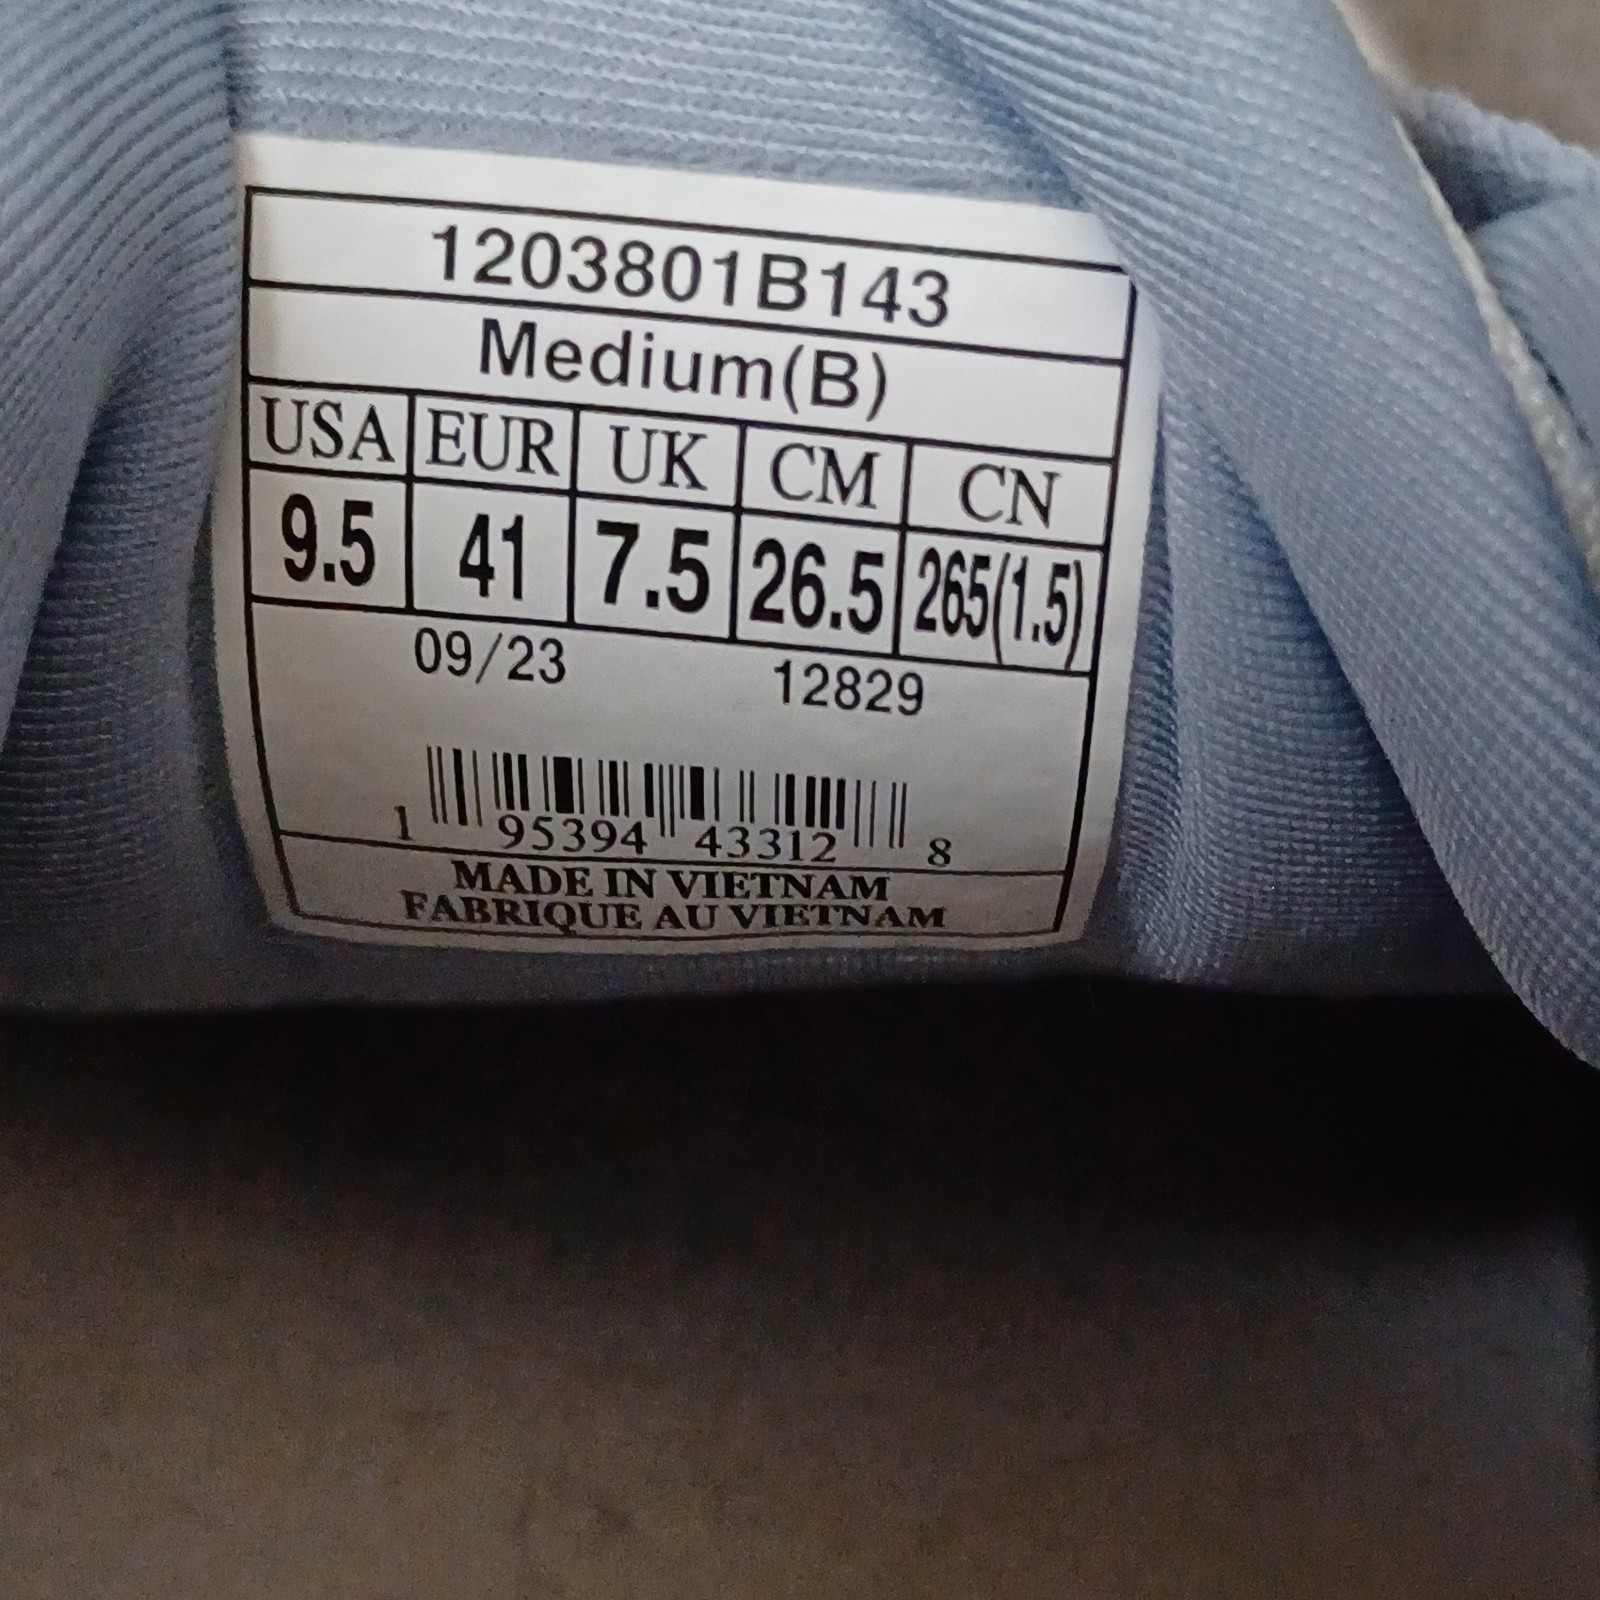 1203801B143
Medium(B)
USA EUR UK CM CN
9.5 41 7.5 26.5 265(1.5)
09/23 12829
1 95394 43312 8
MADE IN VIETNAM
FABRIQUE AU VIETNAM